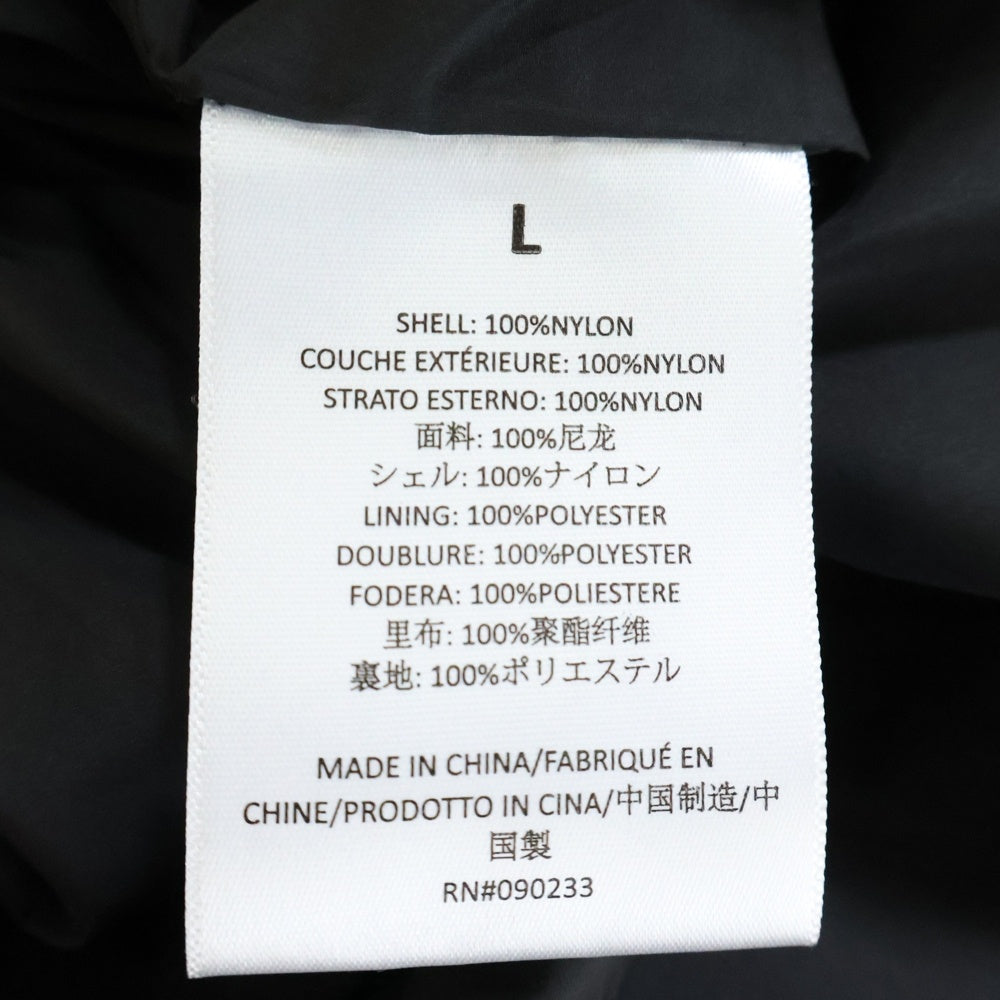 L
SHELL: 100%NYLON
COUCHE EXTÉRIEURE: 100%NYLON
STRATO ESTERNO: 100%NYLON
面料: 100%尼龙
シェル: 100%ナイロン
LINING: 100%POLYESTER
DOUBLURE: 100%POLYESTER
FODERA: 100%POLIESTERE
里布: 100%聚酯纤维
裏地: 100%ポリエステル
MADE IN CHINA/FABRIQUÉ EN
CHINE/PRODOTTO IN CINA/中国制造/中
国製
RN#090233